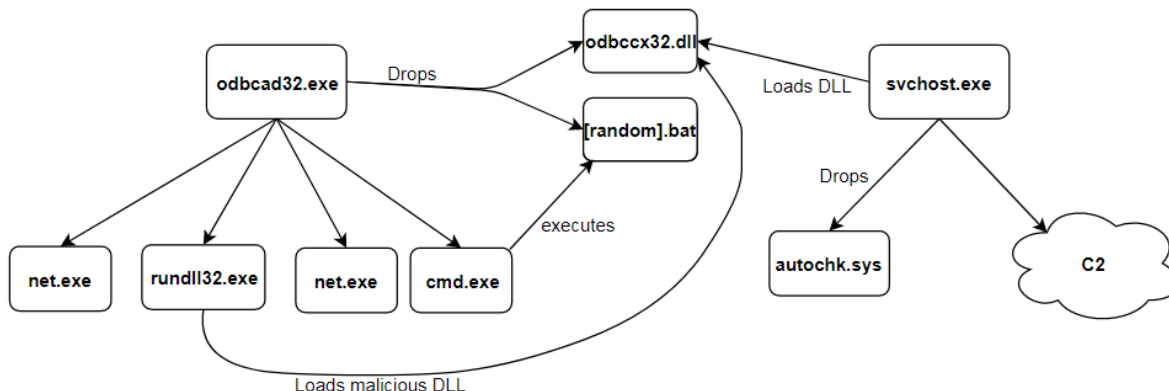 odbccx32.dll
odbcad32.exe
Drops
Loads DLL
svchost.exe
[random].bat
Drops
executes
net.exe
rundll32.exe
net.exe
cmd.exe
autochk.sys
C2
Loads malicious DLL